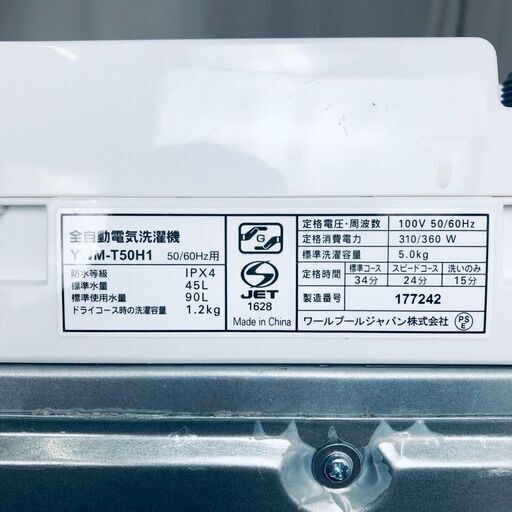 全自動電気洗濯機
YWM-T50H1 50/60Hz用
防水等級 IPX4
標準水量 45L
標準使用水量 90L
ドライコース時の洗濯容量 1.2kg
G
S
JET
1628
Made in China
定格電圧・周波数 100V 50/60Hz
定格消費電力 310/360 W
標準洗濯容量 5.0kg
定格時間 標準コース スピードコース 洗いのみ
34分 24分 15分
製造番号 177242
ワールプールジャパン株式会社 PSE